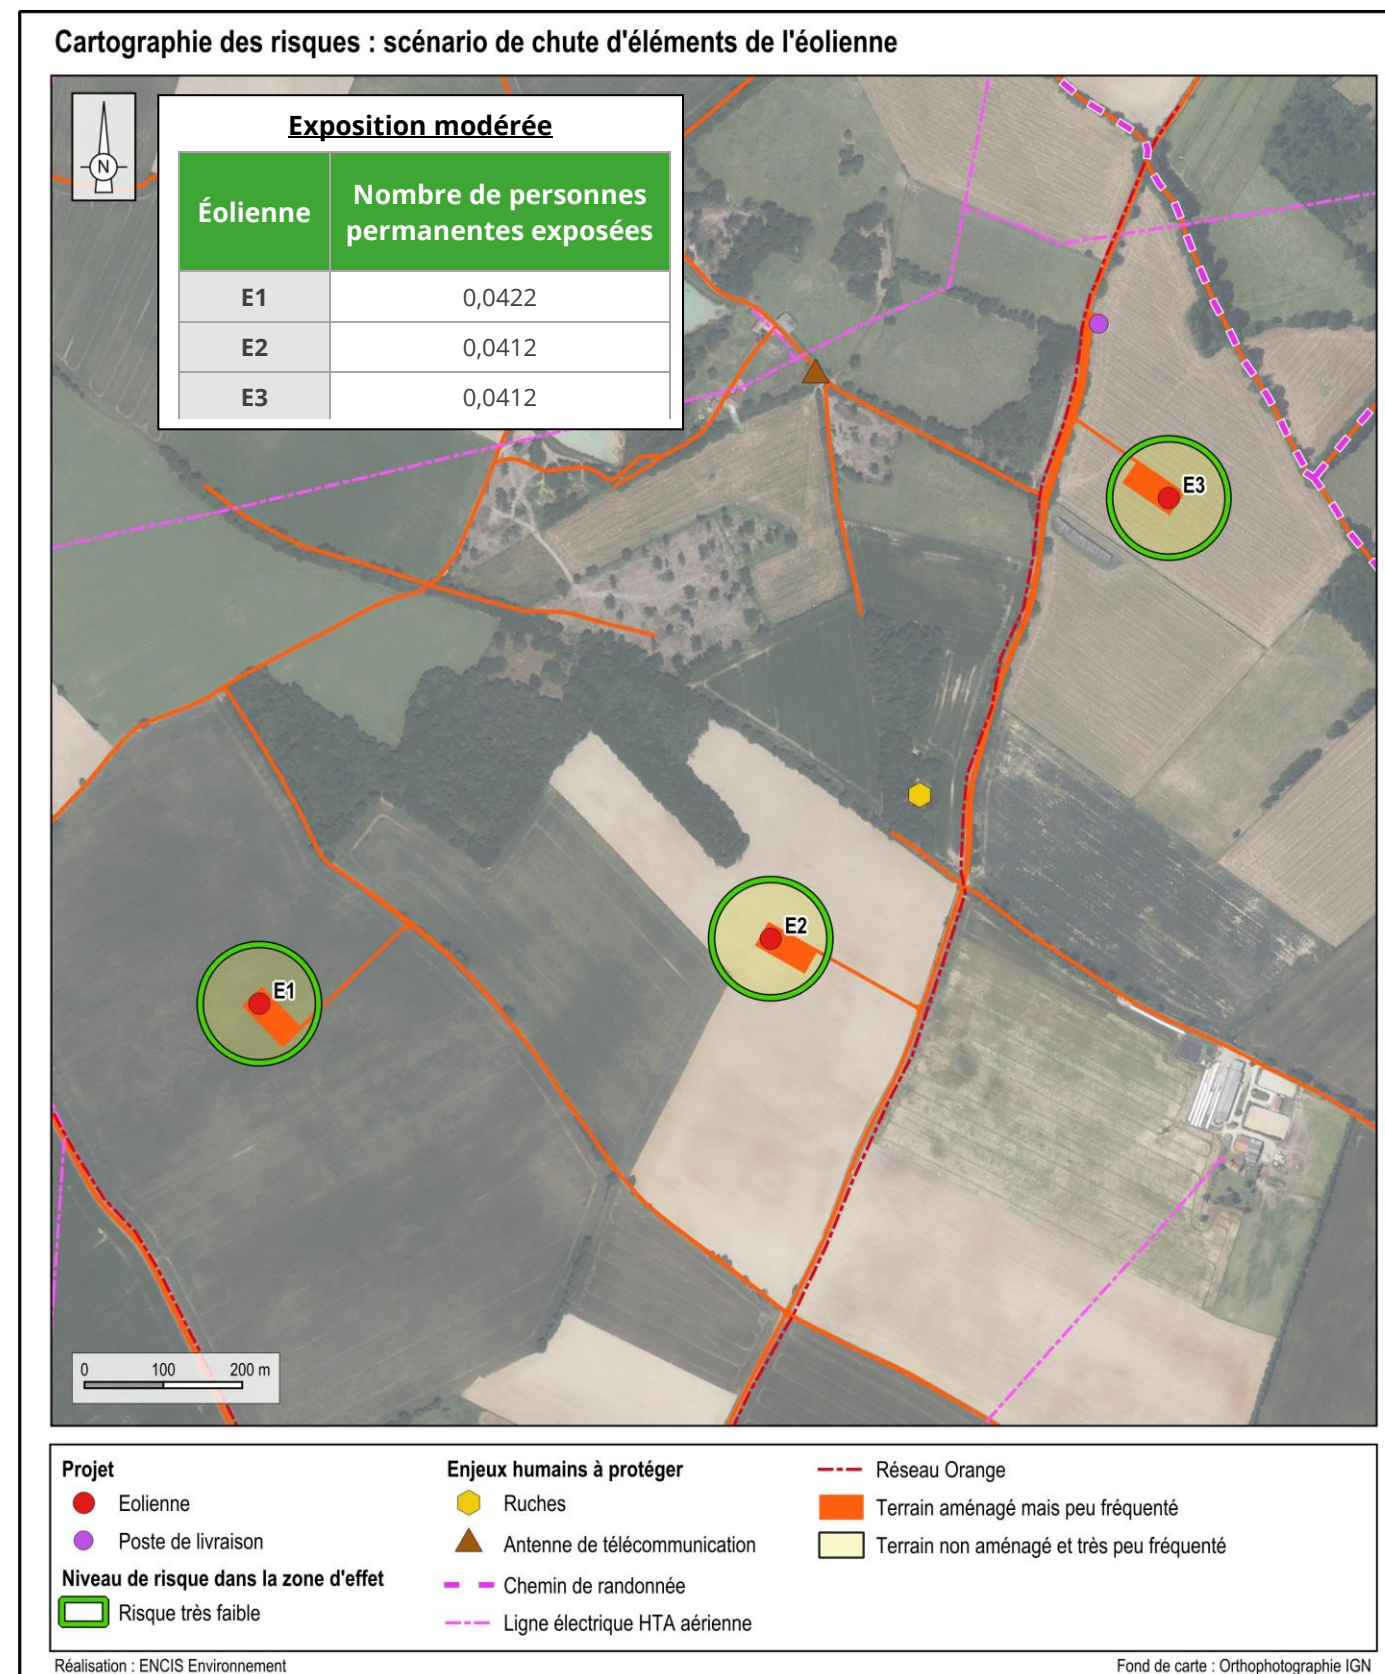 Cartographie des risques : scénario de chute d'éléments de l'éolienne
N
Exposition modérée
Éolienne
Nombre de personnes
permanentes exposées
E1 0,0422
E2 0,0412
E3 0,0412
E3
E2
E1
0 100 200 m
Projet
Eolienne
Poste de livraison
Niveau de risque dans la zone d'effet
Risque très faible
Enjeux humains à protéger
Ruches
Antenne de télécommunication
Chemin de randonnée
Ligne électrique HTA aérienne
Réseau Orange
Terrain aménagé mais peu fréquenté
Terrain non aménagé et très peu fréquenté
Réalisation : ENCIS Environnement
Fond de carte : Orthophotographie IGN